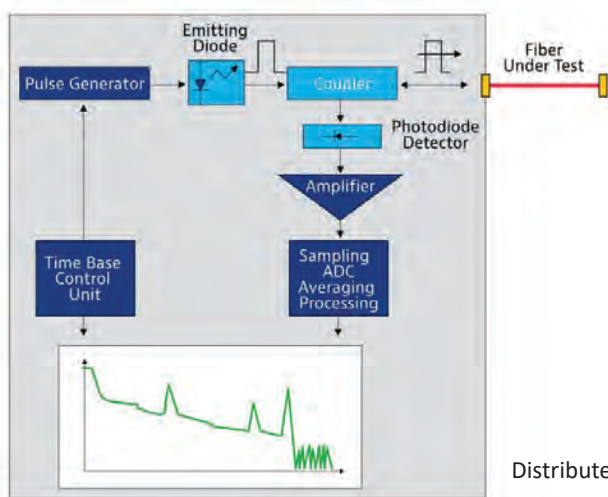 Emitting
Diode
Fiber
Under Test
Pulse Generator
Coupler
Photodiode
Detector
Amplifier
Time Base
Control
Unit
Sampling
ADC
Averaging
Processing
Distribute